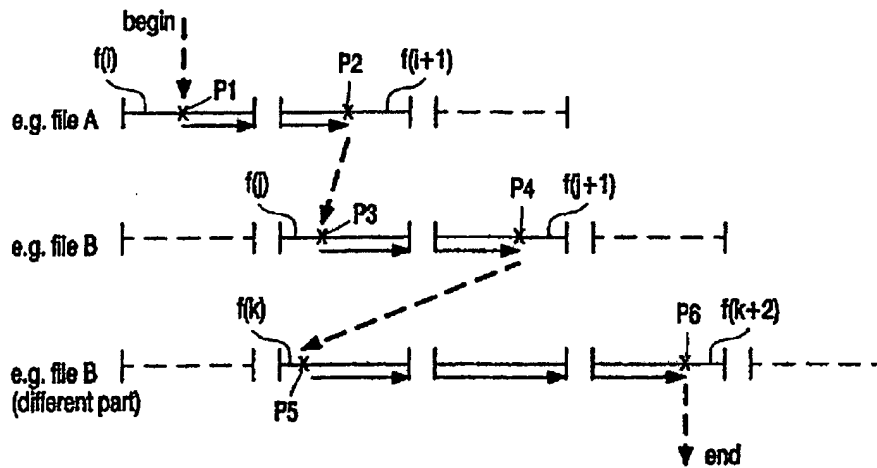 begin
f(i) P1 P2 f(i+1)
e.g. file A
f(j) P3 P4 f(j+1)
e.g. file B
f(k) P6 f(k+2)
e.g. file B
(different part)
P5
end